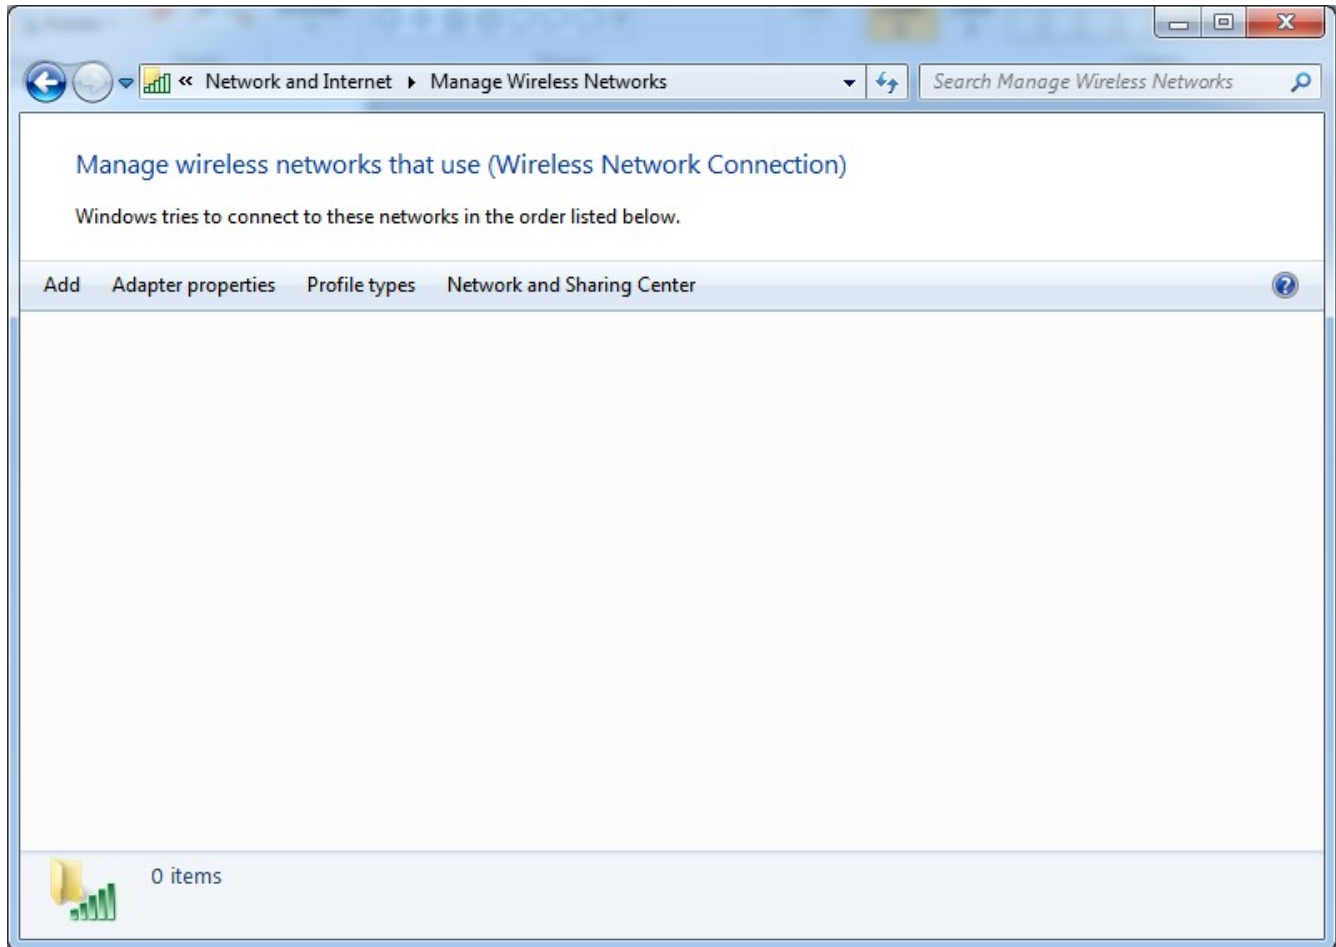 « Network and Internet ▸ Manage Wireless Networks Search Manage Wireless Networks
Manage wireless networks that use (Wireless Network Connection)
Windows tries to connect to these networks in the order listed below.
Add Adapter properties Profile types Network and Sharing Center
0 items